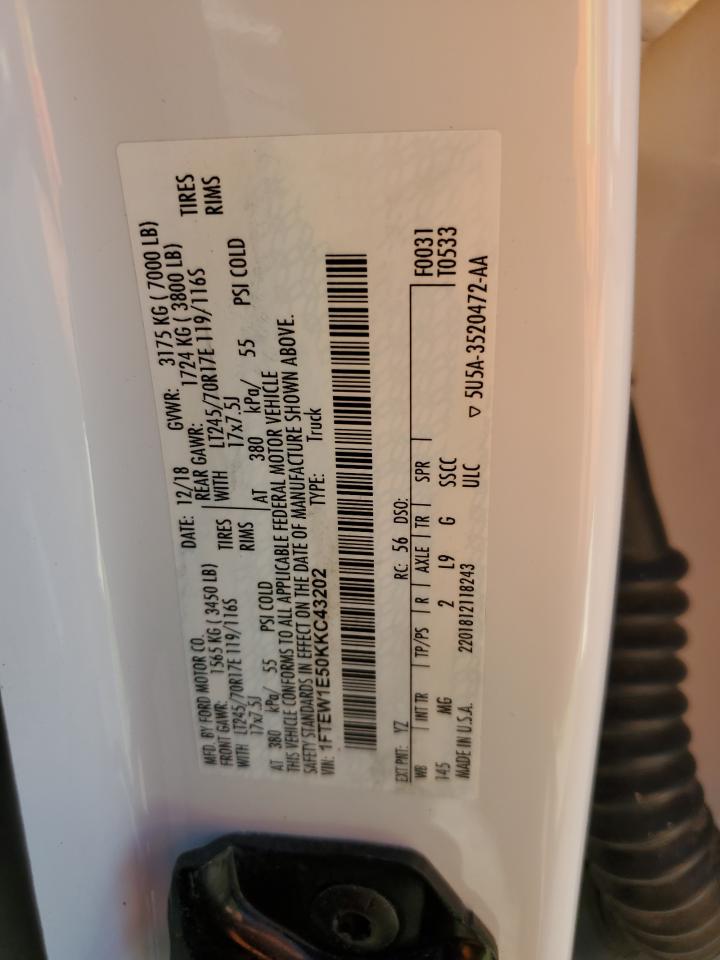 MFD. BY FORD MOTOR CO. DATE: 12/18 GVWR: 3175 KG ( 7000 LB)
FRONT GAWR: 1565 KG ( 3450 LB) REAR GAWR: 1724 KG ( 3800 LB)
WITH LT245/70R17E 119/116S TIRES WITH LT245/70R17E 119/116S TIRES
17x7.5J RIMS 17x7.5J RIMS
AT 380 kPa/ 55 PSI COLD AT 380 kPa/ 55 PSI COLD
THIS VEHICLE CONFORMS TO ALL APPLICABLE FEDERAL MOTOR VEHICLE
SAFETY STANDARDS IN EFFECT ON THE DATE OF MANUFACTURE SHOWN ABOVE.
VIN: 1FTEW1E50KKC43202 TYPE: Truck
EXT PNT: YZ RC: 56 DSO:
WB INT TR TP/PS R AXLE TR SPR F0031
145 MG 2 L9 G SSCC T0533
MADE IN U.S.A. 2201812118243 ULC ▽ 5U5A-3520472-AA